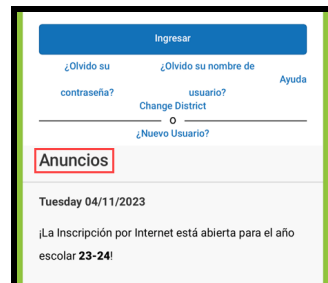 Ingresar
¿Olvido su contraseña?
¿Olvido su nombre de usuario?
Ayuda
Change District
O
¿Nuevo Usuario?
Anuncios
Tuesday 04/11/2023
¡La Inscripción por Internet está abierta para el año
escolar 23-24!